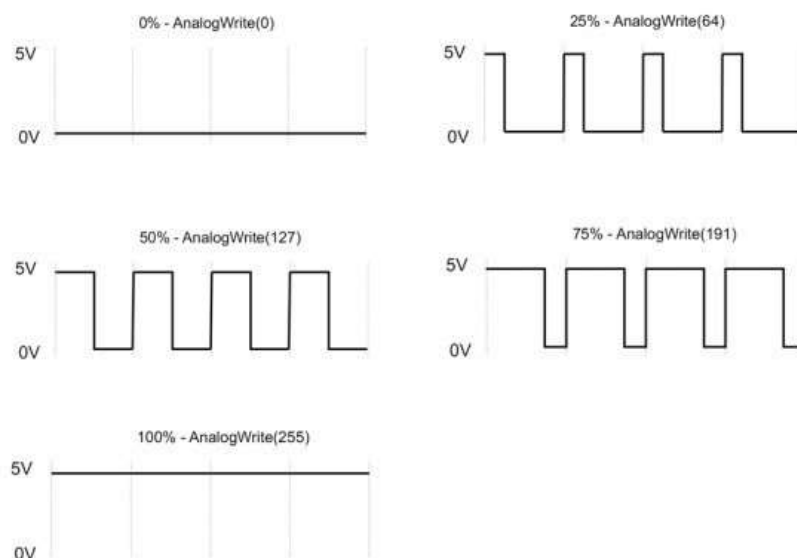 0% - AnalogWrite(0)
5V
0V
25% - AnalogWrite(64)
5V
0V
50% - AnalogWrite(127)
5V
0V
75% - AnalogWrite(191)
5V
0V
100% - AnalogWrite(255)
5V
0V